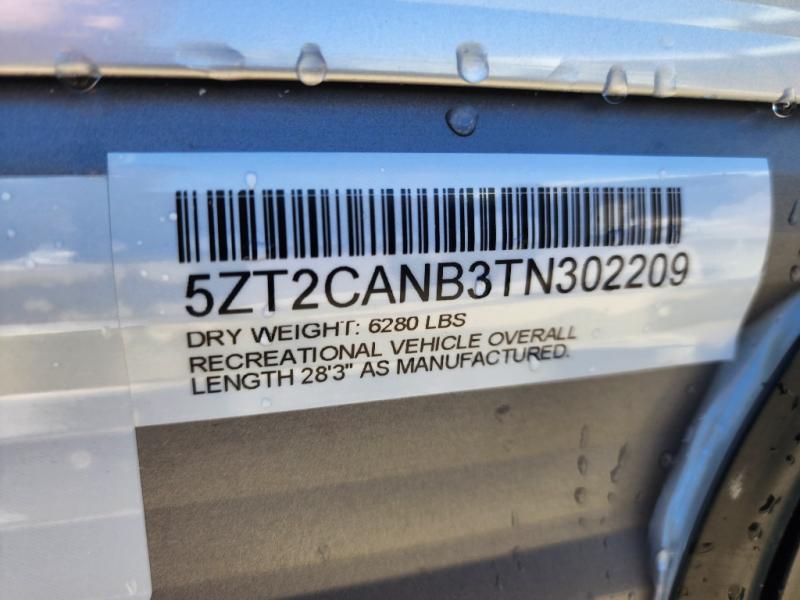 5ZT2CANB3TN302209
DRY WEIGHT: 6280 LBS
RECREATIONAL VEHICLE OVERALL
LENGTH 28'3" AS MANUFACTURED.